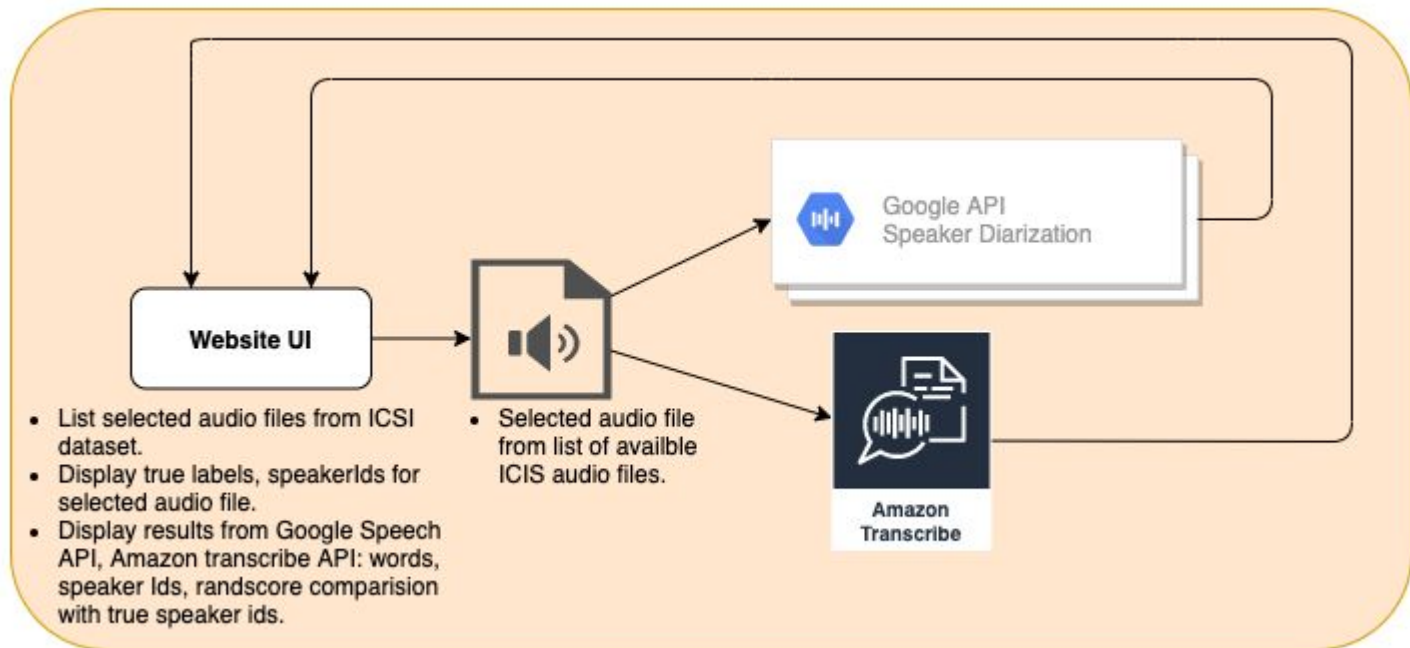 Google API
Speaker Diarization
Website UI
• List selected audio files from ICSI
dataset.
• Display true labels, speakerIds for
selected audio file.
• Display results from Google Speech
API, Amazon transcribe API: words,
speaker Ids, randscore comparision
with true speaker ids.
• Selected audio file
from list of availble
ICIS audio files.
Amazon
Transcribe